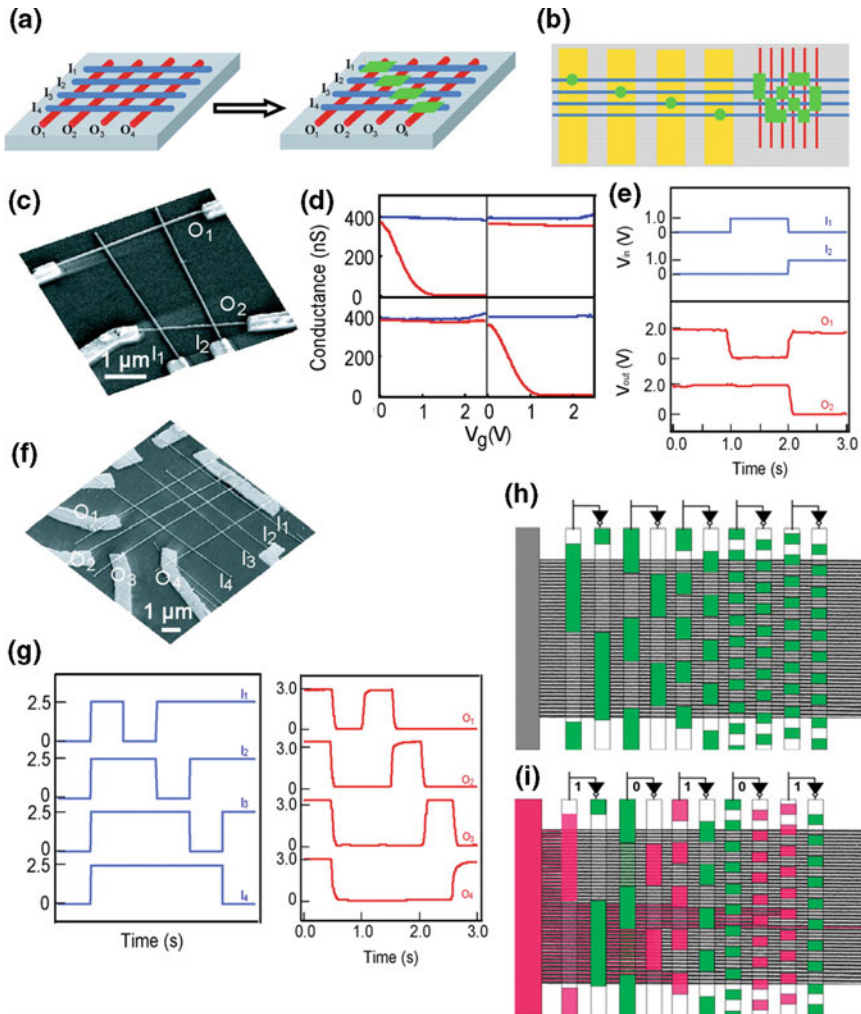 (a)
I1
I2
I3
I4
O1 O2 O3 O4
I1
I2
I3
I4
O1 O2 O3 O4
(b)
(c)
O1
O2
I1
I2
1 µm
(d)
Conductance (nS)
400
200
0
400
200
0
0 1 2 0 1 2
Vg(V)
(e)
Vin (V)
1.0
0
I1
1.0
0
I2
Vout (V)
2.0
0
O1
2.0
0
O2
0.0 1.0 2.0 3.0
Time (s)
(f)
O1
O2
O3
O4
I1
I2
I3
I4
1 µm
(g)
2.5
0
I1
2.5
0
I2
2.5
0
I3
2.5
0
I4
Time (s)
3.0
0
O1
3.0
0
O2
3.0
0
O3
3.0
0
O4
0.0 1.0 2.0 3.0
Time (s)
(h)
(i)
1 0 1 0 1